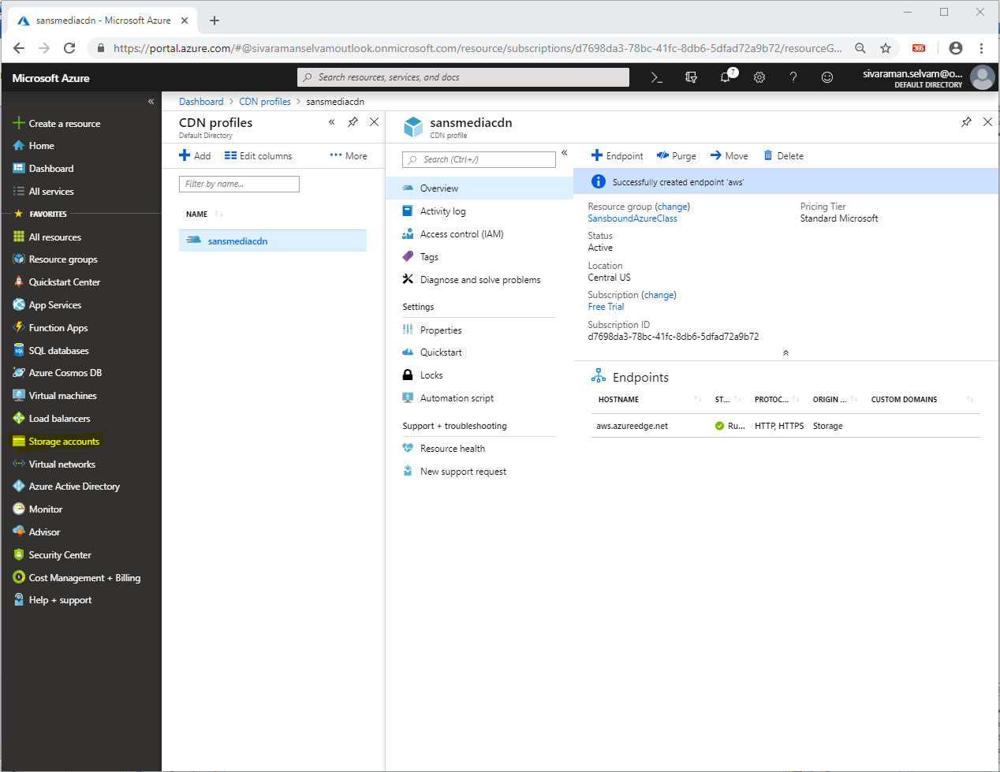 sansmediacdn - Microsoft Azure
https://portal.azure.com/#@sivaramanselvamoutlook.onmicrosoft.com/resource/subscriptions/d7698da3-78bc-41fc-8db6-5dfad72a9b72/resourceG...
365
Microsoft Azure
Search resources, services, and docs
7
sivaraman.selvam@o...
DEFAULT DIRECTORY
Create a resource
Home
Dashboard
All services
FAVORITES
All resources
Resource groups
Quickstart Center
App Services
Function Apps
SQL databases
Azure Cosmos DB
Virtual machines
Load balancers
Storage accounts
Virtual networks
Azure Active Directory
Monitor
Advisor
Security Center
Cost Management + Billing
Help + support
Dashboard > CDN profiles > sansmediacdn
CDN profiles
Default Directory
Add Edit columns ... More
Filter by name...
NAME
sansmediacdn
sansmediacdn
CDN profile
Search (Ctrl+/)
Overview
Activity log
Access control (IAM)
Tags
Diagnose and solve problems
Settings
Properties
Quickstart
Locks
Automation script
Support + troubleshooting
Resource health
New support request
Endpoint Purge Move Delete
Successfully created endpoint 'aws'
Resource group (change)
SansboundAzureClass
Status
Active
Location
Central US
Subscription (change)
Free Trial
Subscription ID
d7698da3-78bc-41fc-8db6-5dfad72a9b72
Pricing Tier
Standard Microsoft
Endpoints
HOSTNAME ST... PROTOC... ORIGIN ... CUSTOM DOMAINS
aws.azureedge.net Ru... HTTP, HTTPS Storage